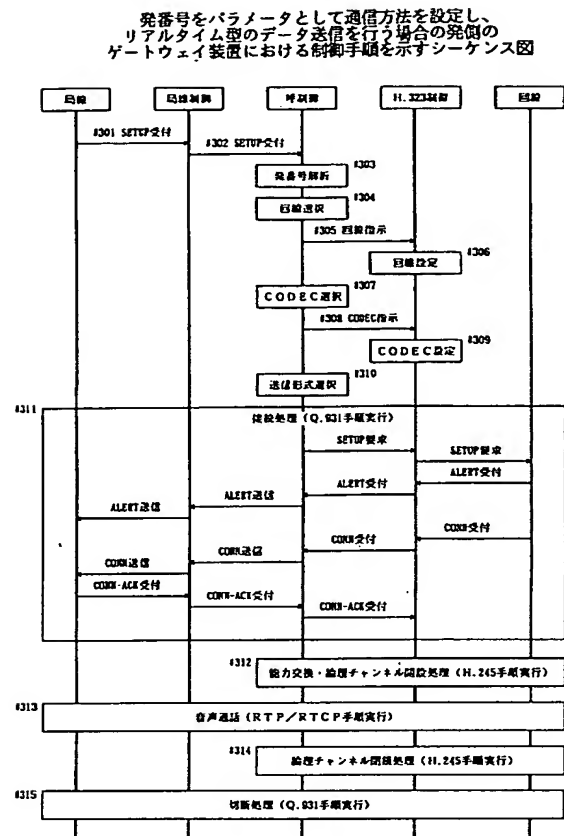 発番号をパラメータとして通信方法を設定し、
リアルタイム型のデータ送信を行う場合の発側の
ゲートウェイ装置における制御手順を示すシーケンス図
局線 局線制御 呼制御 H.323制御 回線
#301 SETUP受付
#302 SETUP受付
#303
発番号解析
#304
回線選択
#305 回線指示
#306
回線設定
#307
CODEC選択
#308 CODEC指示
#309
CODEC設定
#310
送信形式選択
#311
接続処理(Q.931手順実行)
SETUP要求
SETUP要求
ALERT受付
ALERT受付
ALERT送信
ALERT送信
CONN受付
CONN受付
CONN送信
CONN送信
CONN-ACK受付
CONN-ACK受付
CONN-ACK受付
#312
能力交換・論理チャンネル開設処理(H.245手順実行)
#313
音声通話(RTP/RTCP手順実行)
#314
論理チャンネル閉鎖処理(H.245手順実行)
#315
切断処理(Q.931手順実行)